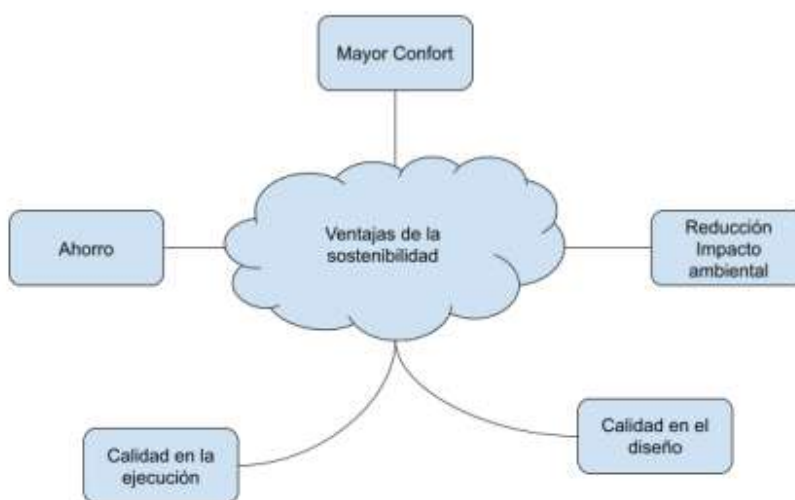 Mayor Confort
Ahorro
Ventajas de la
sostenibilidad
Reducción
Impacto
ambiental
Calidad en la
ejecución
Calidad en el
diseño